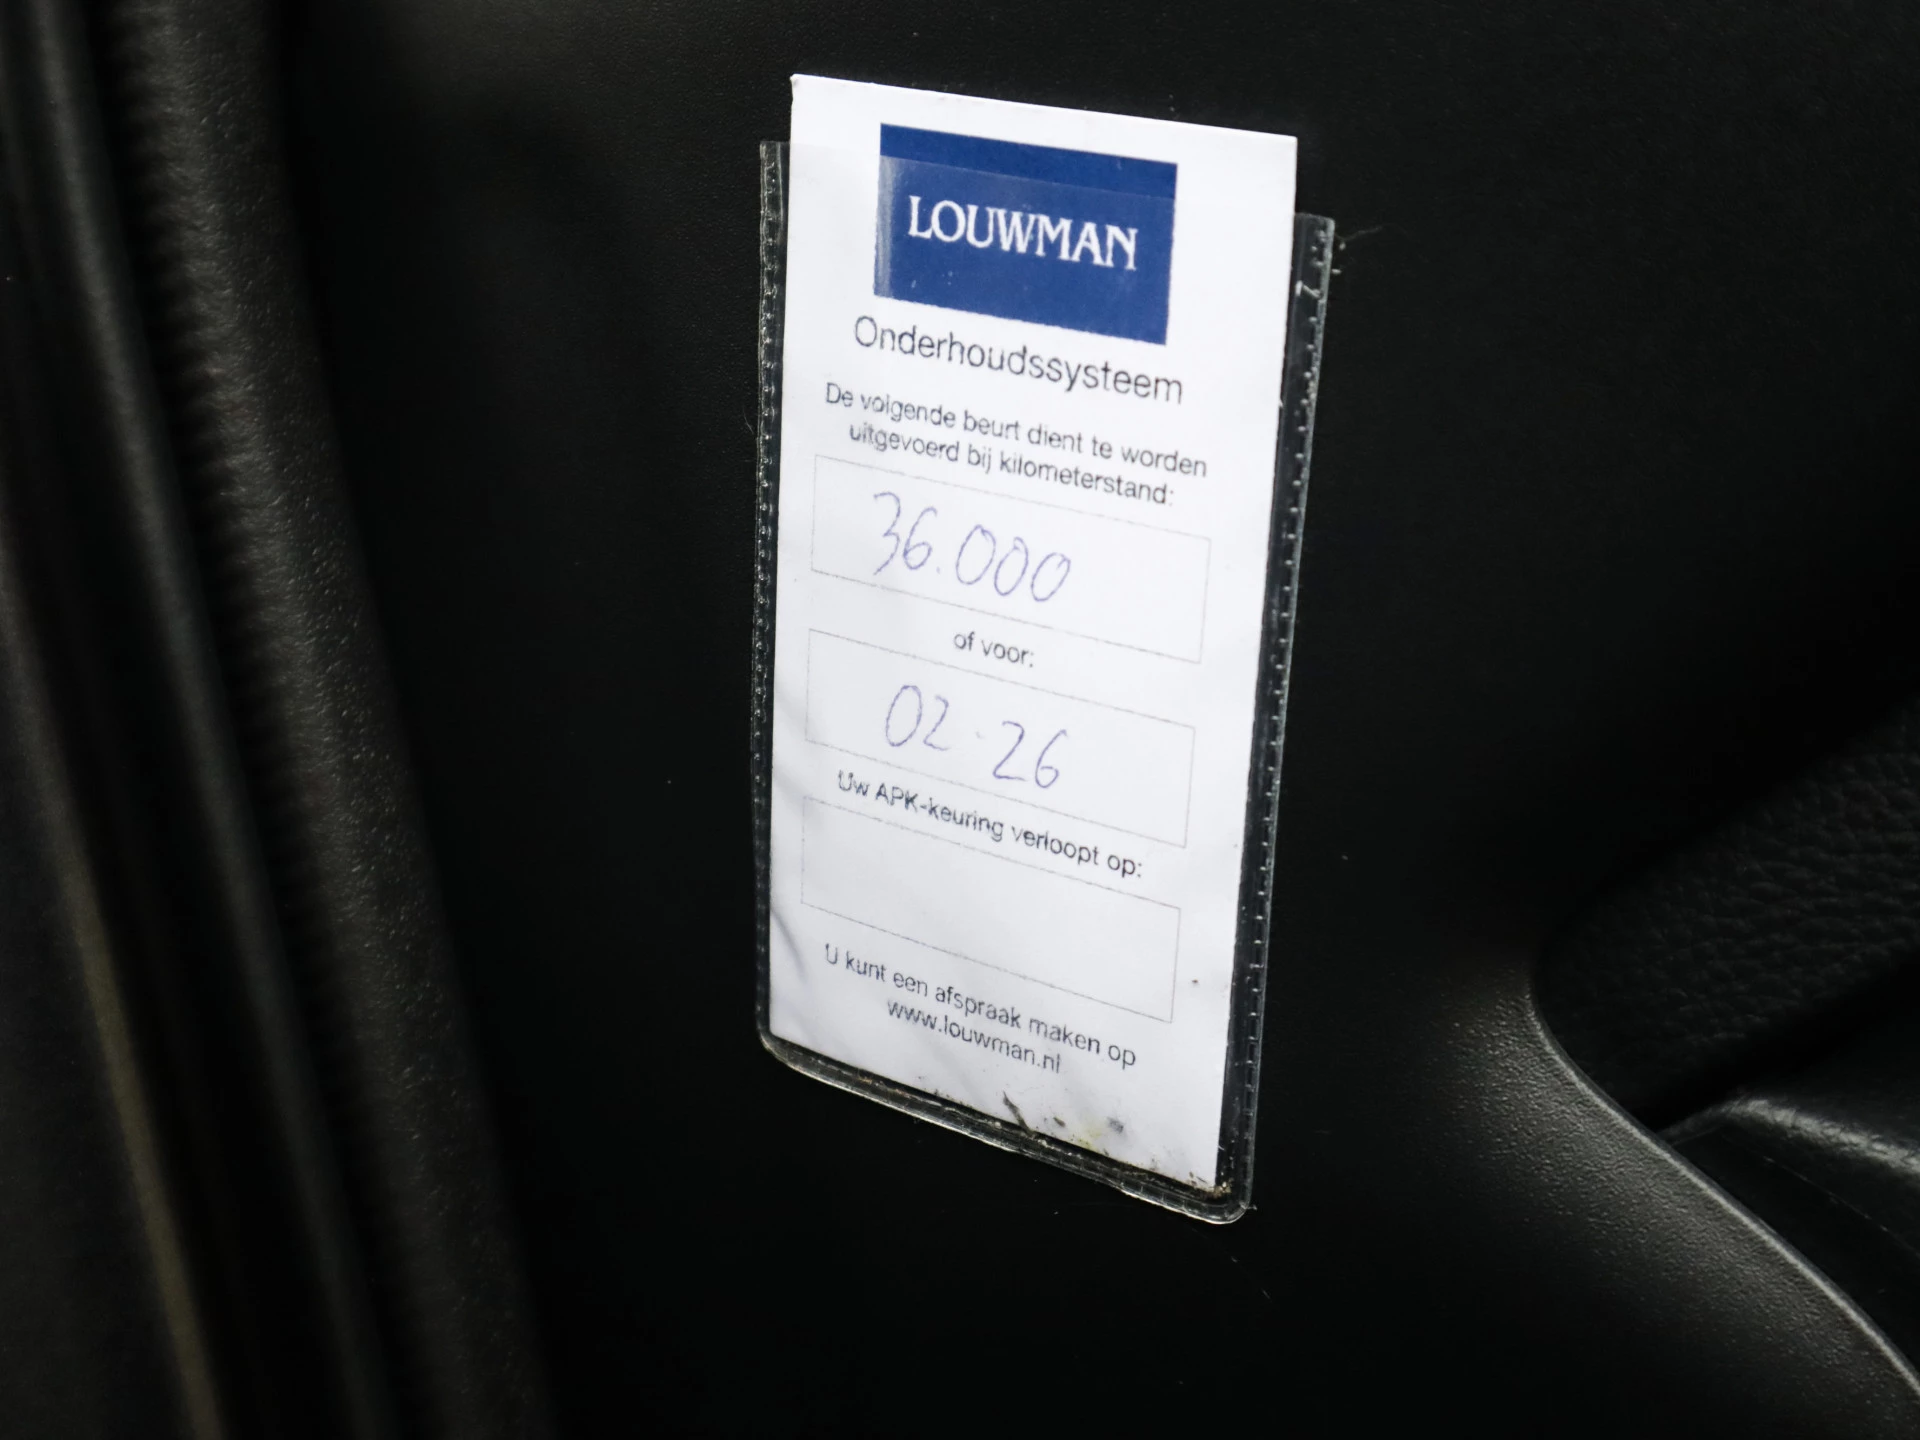 LOUWMAN
Onderhoudssysteem
De volgende beurt dient te worden
uitgevoerd bij kilometerstand:
36.000
of voor:
02-26
Uw APK-keuring verloopt op:
U kunt een afspraak maken op
www.louwman.nl